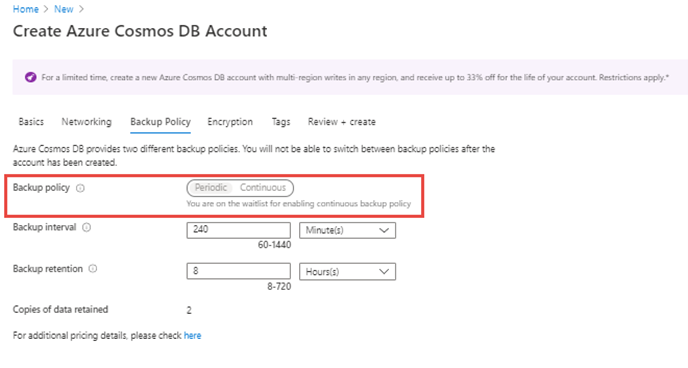 Home > New >
Create Azure Cosmos DB Account
For a limited time, create a new Azure Cosmos DB account with multi-region writes in any region, and receive up to 33% off for the life of your account. Restrictions apply.*
Basics Networking Backup Policy Encryption Tags Review + create
Azure Cosmos DB provides two different backup policies. You will not be able to switch between backup policies after the
account has been created.
Backup policy Periodic Continuous
You are on the waitlist for enabling continuous backup policy
Backup interval 240 Minute(s)
60-1440
Backup retention 8 Hours(s)
8-720
Copies of data retained 2
For additional pricing details, please check here